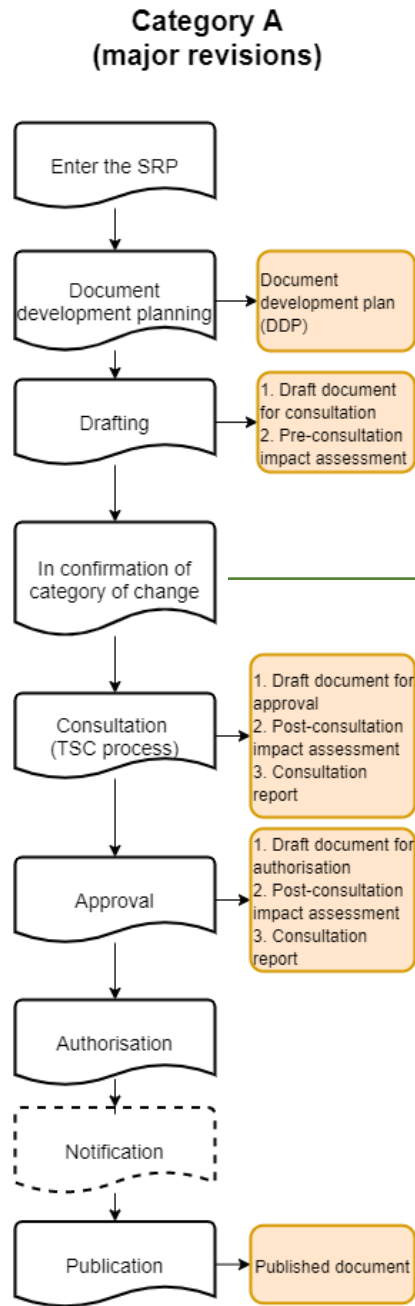 Category A
(major revisions)
Enter the SRP
Document
development planning
Document
development plan
(DDP)
Drafting
1. Draft document
for consultation
2. Pre-consultation
impact assessment
In confirmation of
category of change
Consultation
(TSC process)
1. Draft document for
approval
2. Post-consultation
impact assessment
3. Consultation
report
Approval
1. Draft document for
authorisation
2. Post-consultation
impact assessment
3. Consultation
report
Authorisation
Notification
Publication
Published document